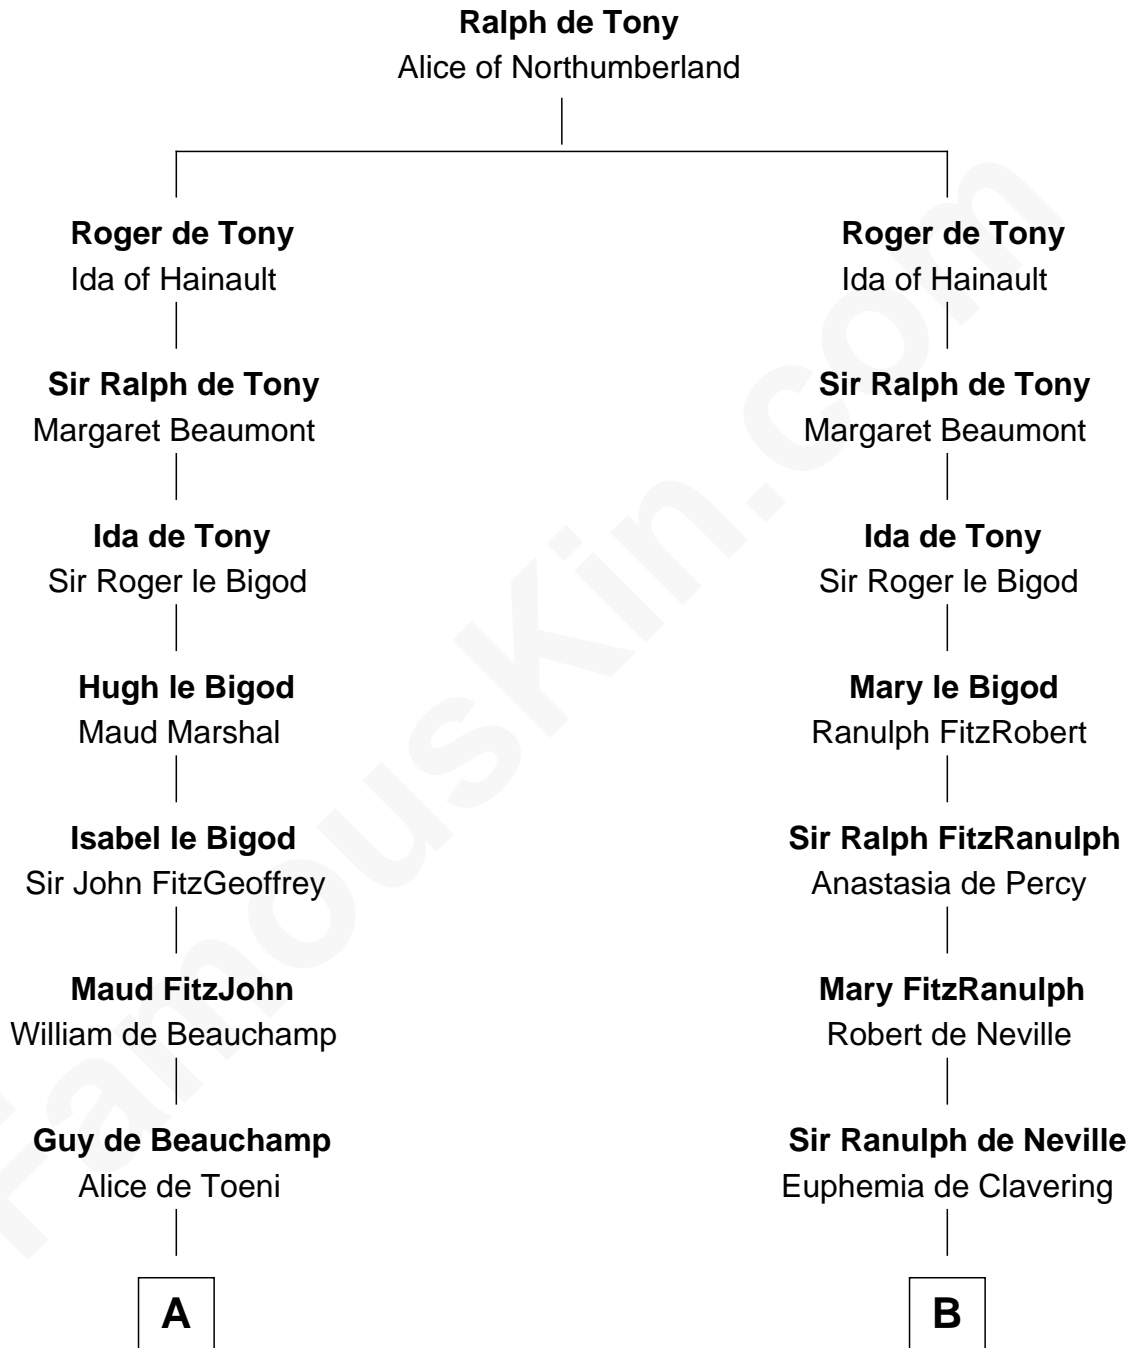 Ralph de Tony
Alice of Northumberland
Roger de Tony
Ida of Hainault
Roger de Tony
Ida of Hainault
Sir Ralph de Tony
Margaret Beaumont
Sir Ralph de Tony
Margaret Beaumont
Ida de Tony
Sir Roger le Bigod
Ida de Tony
Sir Roger le Bigod
Hugh le Bigod
Maud Marshal
Mary le Bigod
Ranulph FitzRobert
Isabel le Bigod
Sir John FitzGeoffrey
Sir Ralph FitzRanulph
Anastasia de Percy
Maud FitzJohn
William de Beauchamp
Mary FitzRanulph
Robert de Neville
Guy de Beauchamp
Alice de Toeni
Sir Ranulph de Neville
Euphemia de Clavering
A
B
FamousKin.com